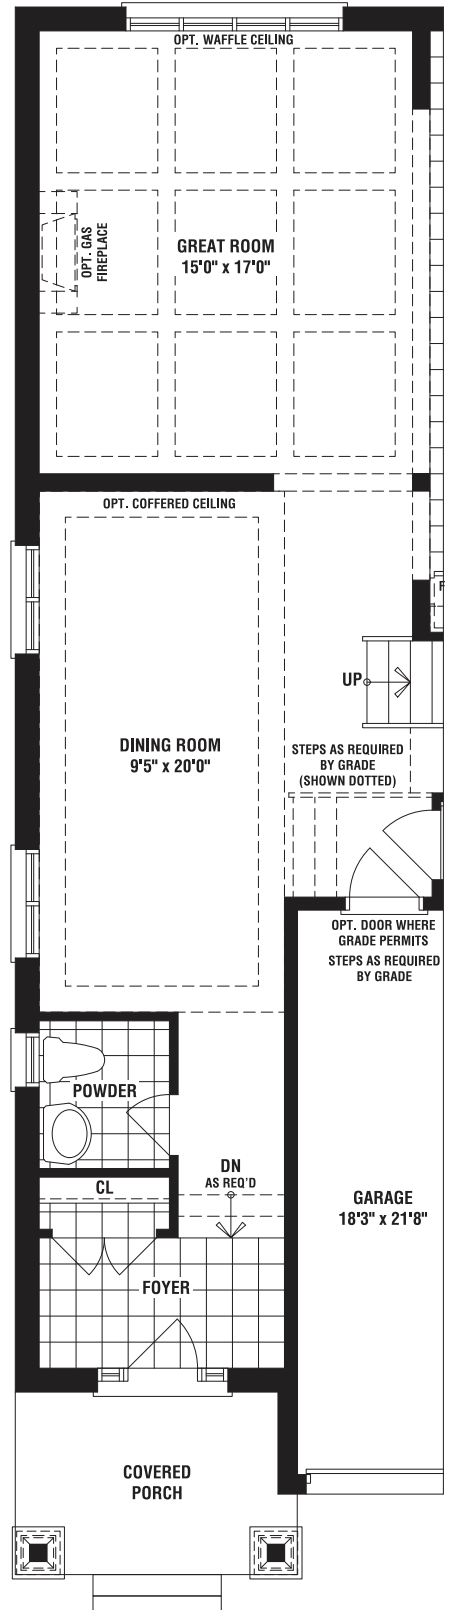 OPT. WAFFLE CEILING
OPT. GAS
FIREPLACE
GREAT ROOM
15'0" x 17'0"
OPT. COFFERED CEILING
UP
DINING ROOM
9'5" x 20'0"
STEPS AS REQUIRED
BY GRADE
(SHOWN DOTTED)
OPT. DOOR WHERE
GRADE PERMITS
STEPS AS REQUIRED
BY GRADE
POWDER
DN
AS REQ'D
CL
GARAGE
18'3" x 21'8"
FOYER
COVERED
PORCH